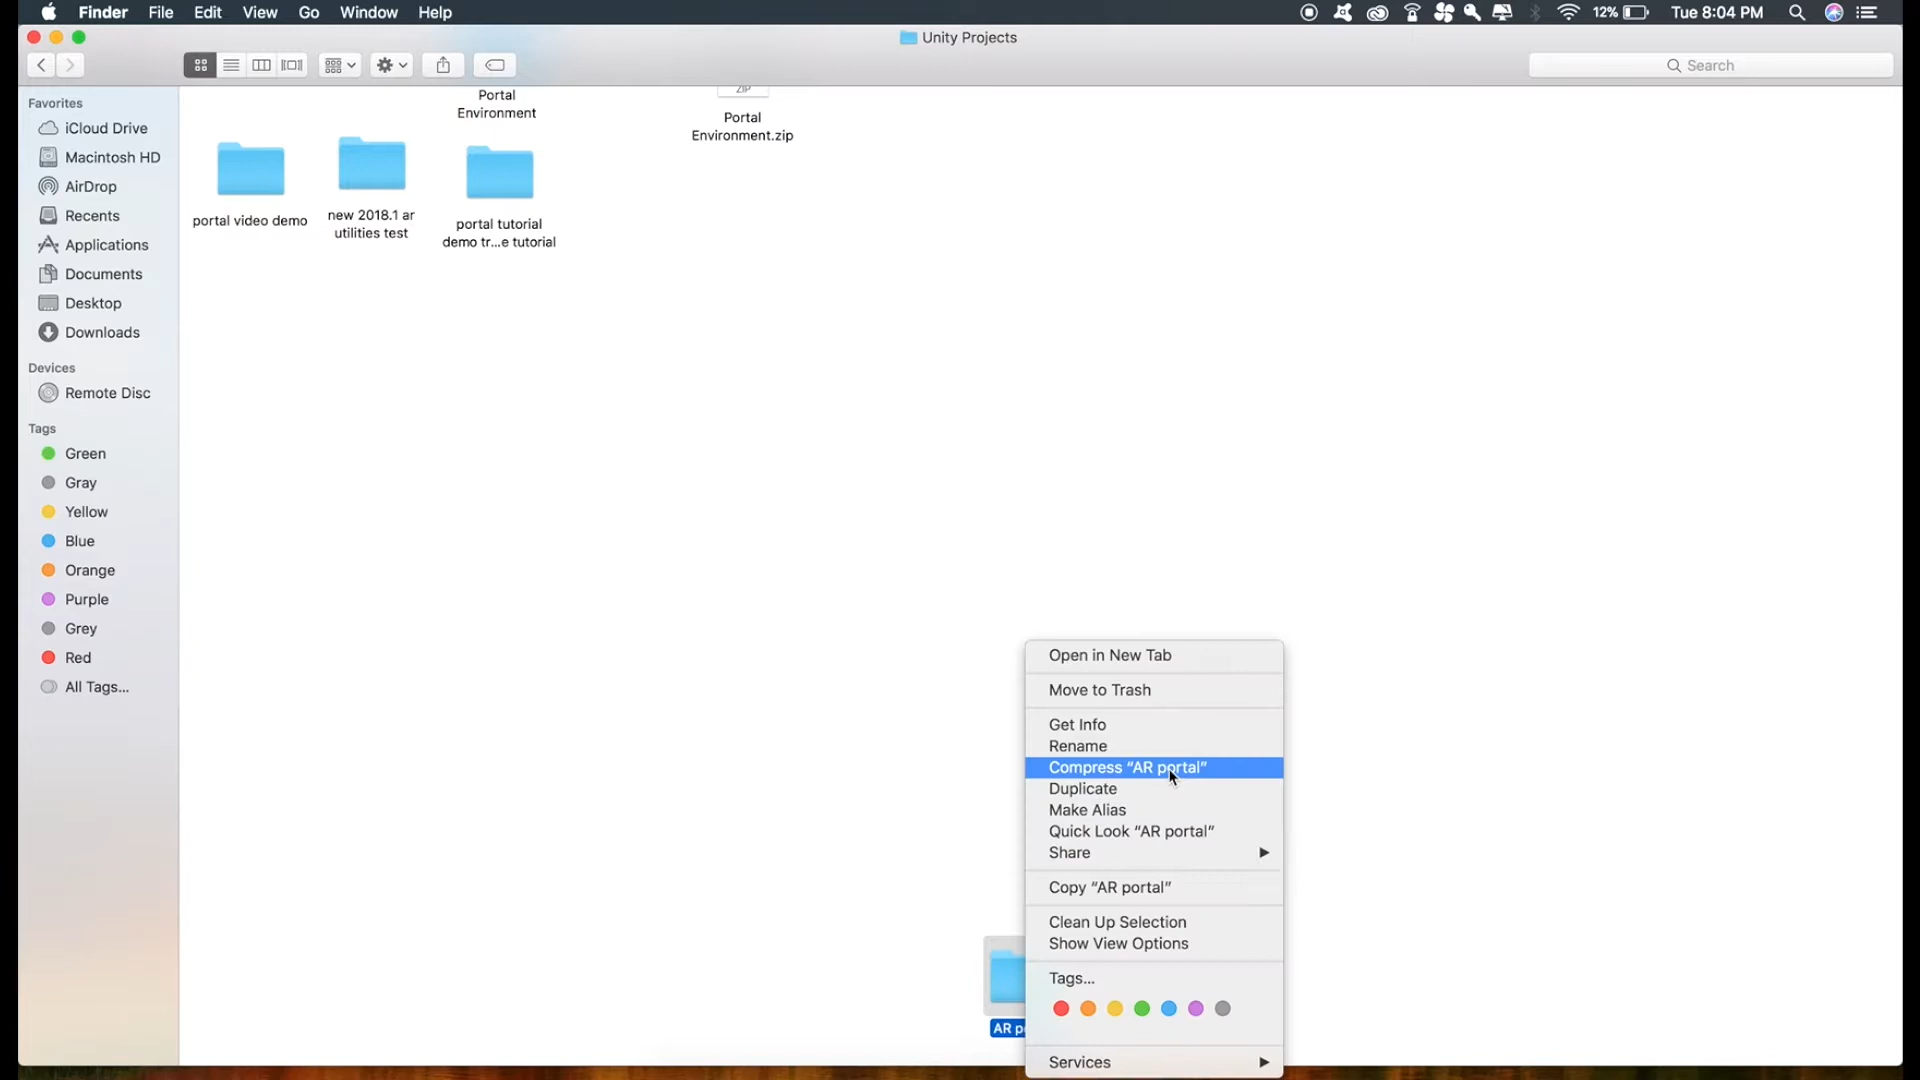 Finder File Edit View Go Window Help 12% Tue 8:04 PM
Unity Projects
Search
Favorites
iCloud Drive
Macintosh HD
AirDrop
Recents
Applications
Documents
Desktop
Downloads
Devices
Remote Disc
Tags
Green
Gray
Yellow
Blue
Orange
Purple
Grey
Red
All Tags...
Portal
Environment
ZIP
Portal
Environment.zip
portal video demo
new 2018.1 ar
utilities test
portal tutorial
demo tr...e tutorial
AR p
Open in New Tab
Move to Trash
Get Info
Rename
Compress “AR portal”
Duplicate
Make Alias
Quick Look “AR portal”
Share
Copy “AR portal”
Clean Up Selection
Show View Options
Tags...
Services